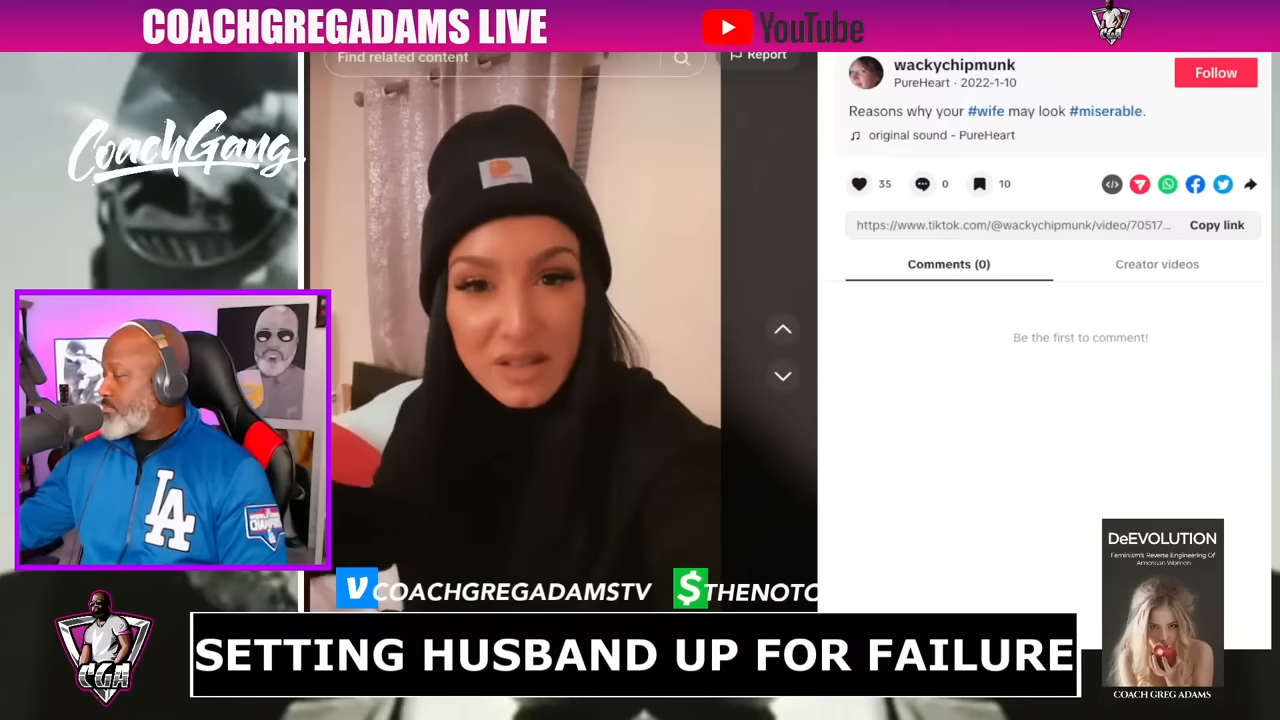 COACHGREGADAMS LIVE
YouTube
CGA
CoachGang
Find related content
Report
wackychipmunk
PureHeart · 2022-1-10
Follow
Reasons why your #wife may look #miserable.
original sound - PureHeart
35
0
10
https://www.tiktok.com/@wackychipmunk/video/70517...
Copy link
Comments (0)
Creator videos
Be the first to comment!
LA
COACHGREGADAMSTV
$THENOTO
DeEVOLUTION
Feminism's Reverse Engineering Of
American Women
COACH GREG ADAMS
CGA
SETTING HUSBAND UP FOR FAILURE